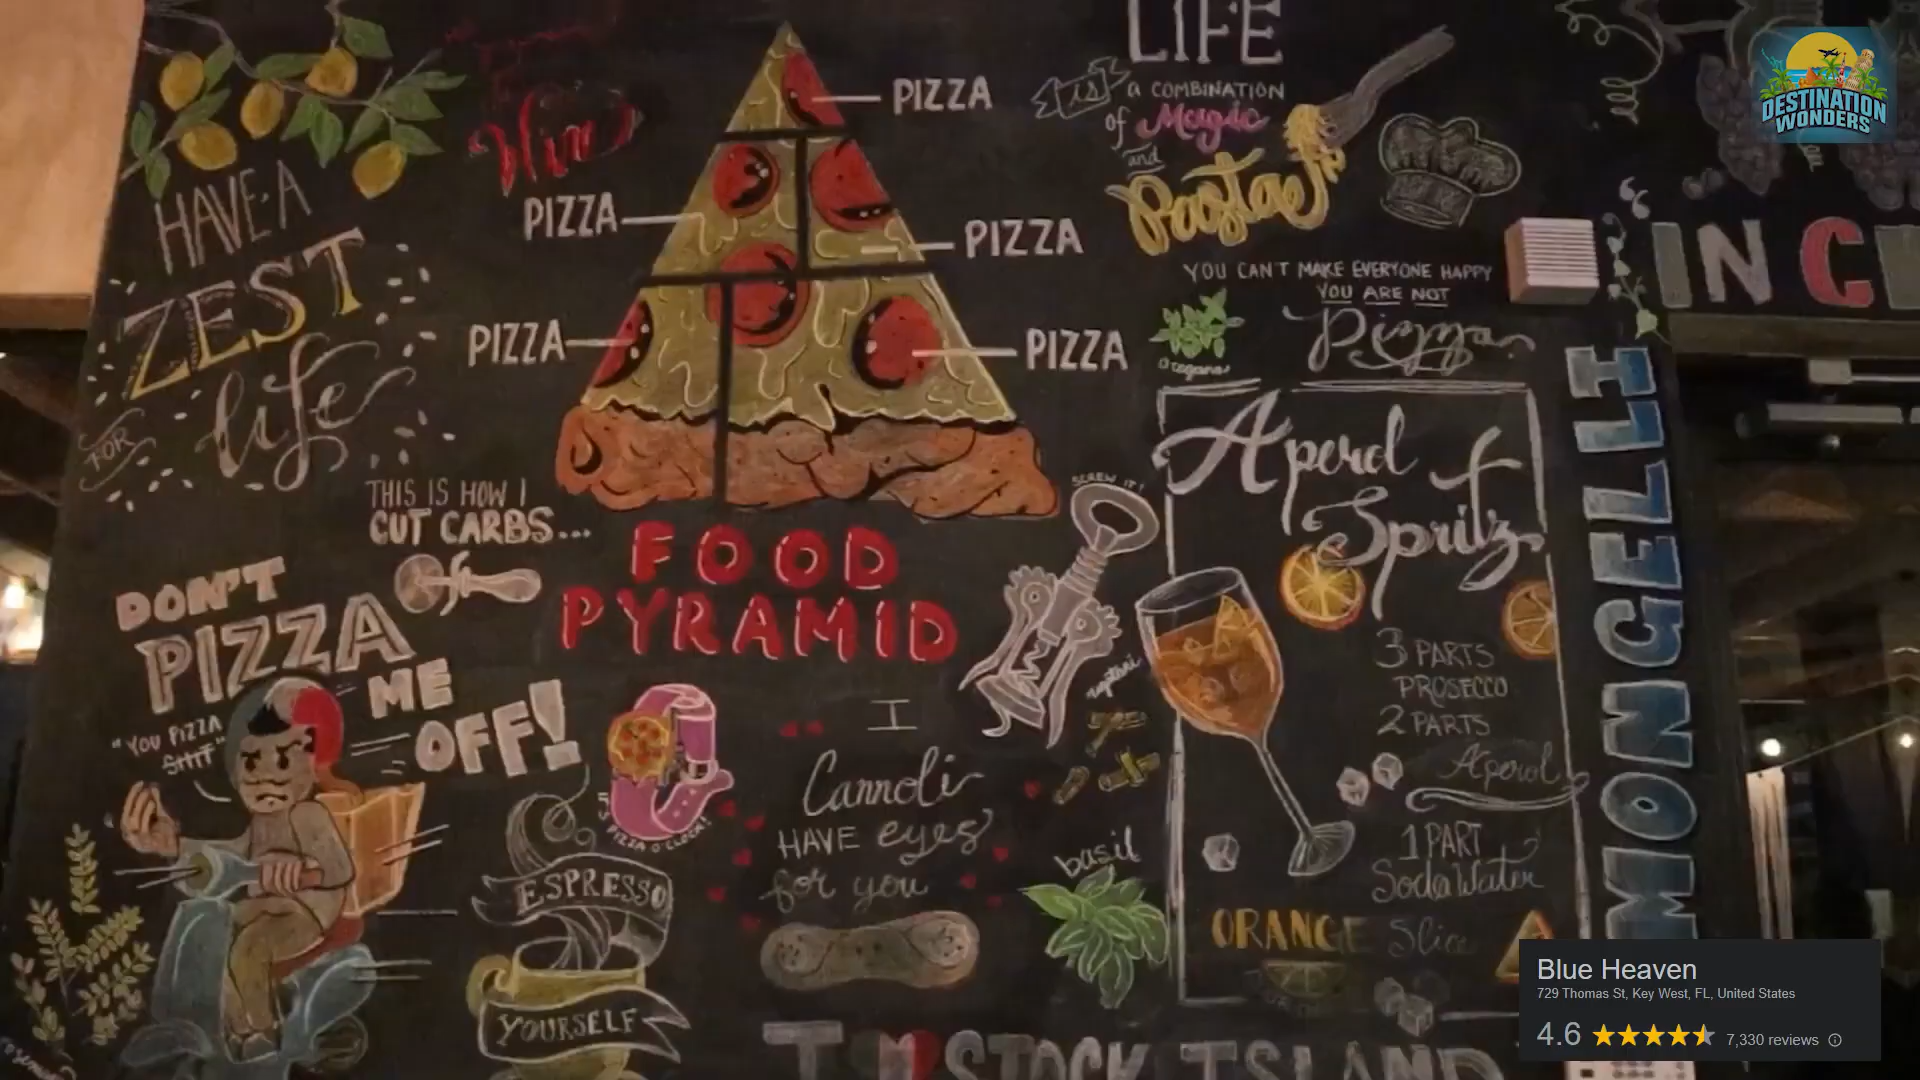 HAVE·A
ZEST
FOR
life
PIZZA
PIZZA
PIZZA
PIZZA
PIZZA
FOOD
PYRAMID
THIS IS HOW I
CUT CARBS...
DON'T
PIZZA
ME
OFF!
"YOU PIZZA
SHIT"
5
PIZZA O'CLOCK!
ESPRESSO
YOURSELF
I
Cannoli
HAVE eyes
for you
LIFE
is a COMBINATION
of Magic
and
Pasta
YOU CAN'T MAKE EVERYONE HAPPY
YOU ARE NOT
Pizza
oregano
SCREW IT!
basil
Aperol
Spritz
3 PARTS
PROSECCO
2 PARTS
Aperol
1 PART
Soda Water
ORANGE Slice
MONGELLI
"IN C
STOCK ISLAND
DESTINATION
WONDERS
Blue Heaven
729 Thomas St, Key West, FL, United States
4.6
7,330 reviews